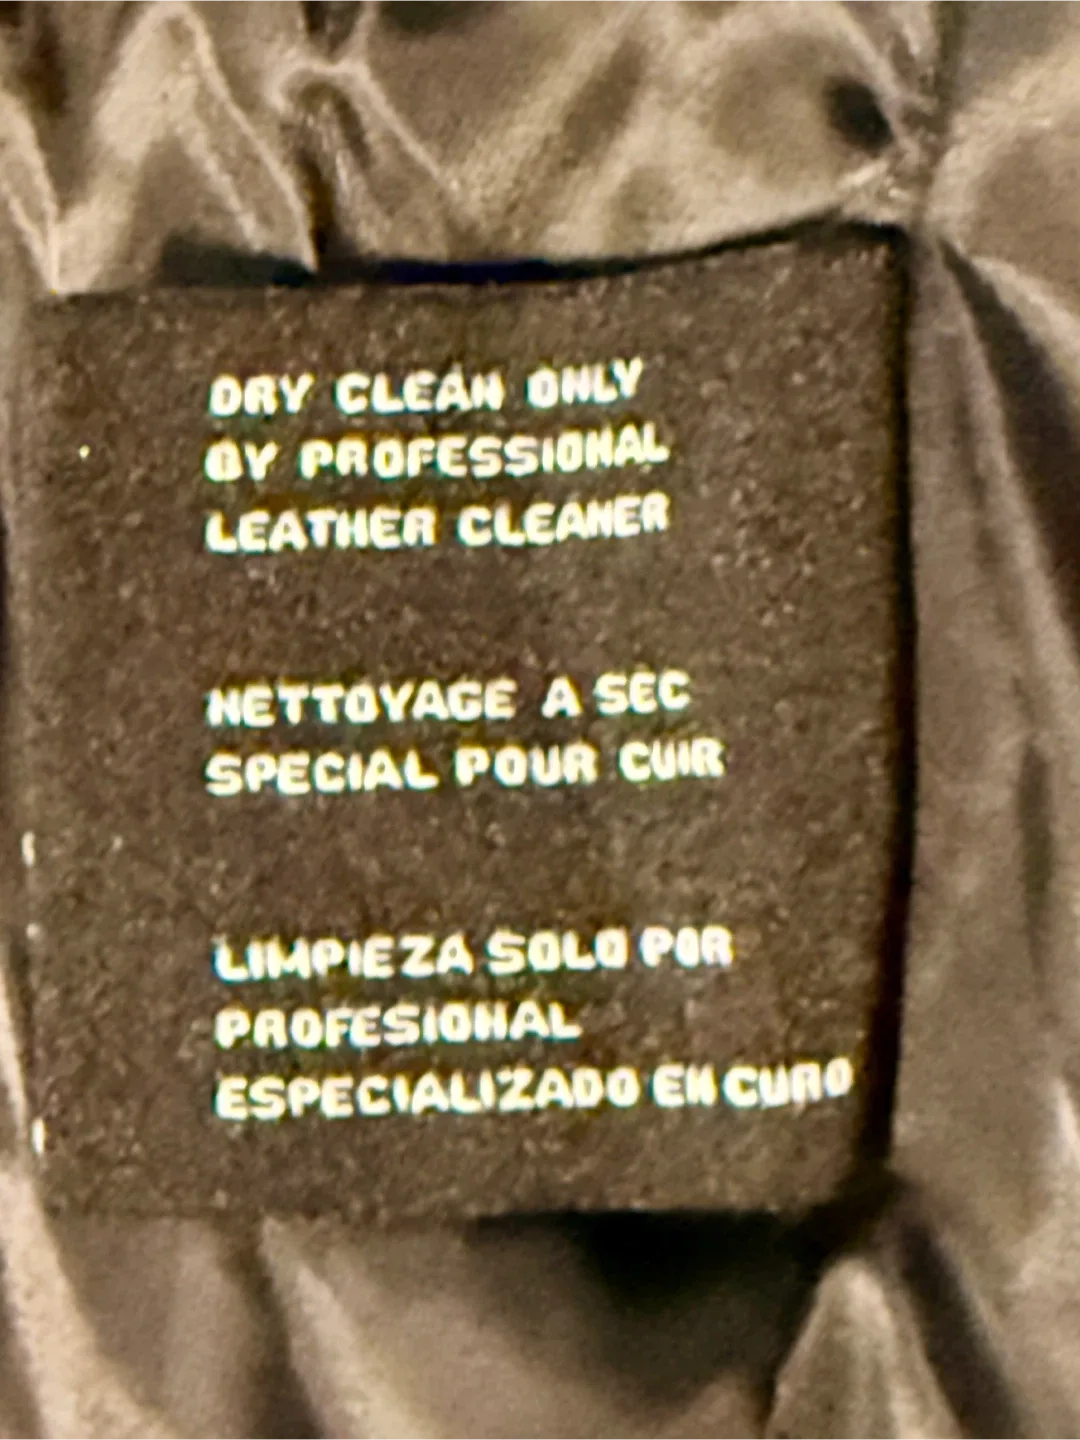 DRY CLEAN ONLY
BY PROFESSIONAL
LEATHER CLEANER
NETTOYAGE A SEC
SPECIAL POUR CUIR
LIMPIEZA SOLO POR
PROFESIONAL
ESPECIALIZADO EN CURO